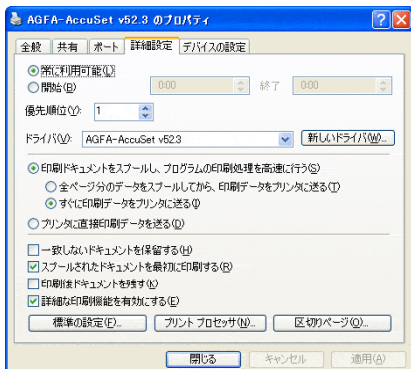 AGFA-AccuSet v52.3 のプロパティ
全般 共有 ポート 詳細設定 デバイスの設定
常に利用可能(L)
開始(B) 0:00 終了 0:00
優先順位(Y): 1
ドライバ(V): AGFA-AccuSet v52.3 新しいドライバ(W)...
印刷ドキュメントをスプールし、プログラムの印刷処理を高速に行う(S)
全ページ分のデータをスプールしてから、印刷データをプリンタに送る(T)
すぐに印刷データをプリンタに送る(I)
プリンタに直接印刷データを送る(D)
一致しないドキュメントを保留する(H)
スプールされたドキュメントを最初に印刷する(R)
印刷後ドキュメントを残す(K)
詳細な印刷機能を有効にする(E)
標準の設定(F)... プリント プロセッサ(N)... 区切りページ(O)...
閉じる キャンセル 適用(A)